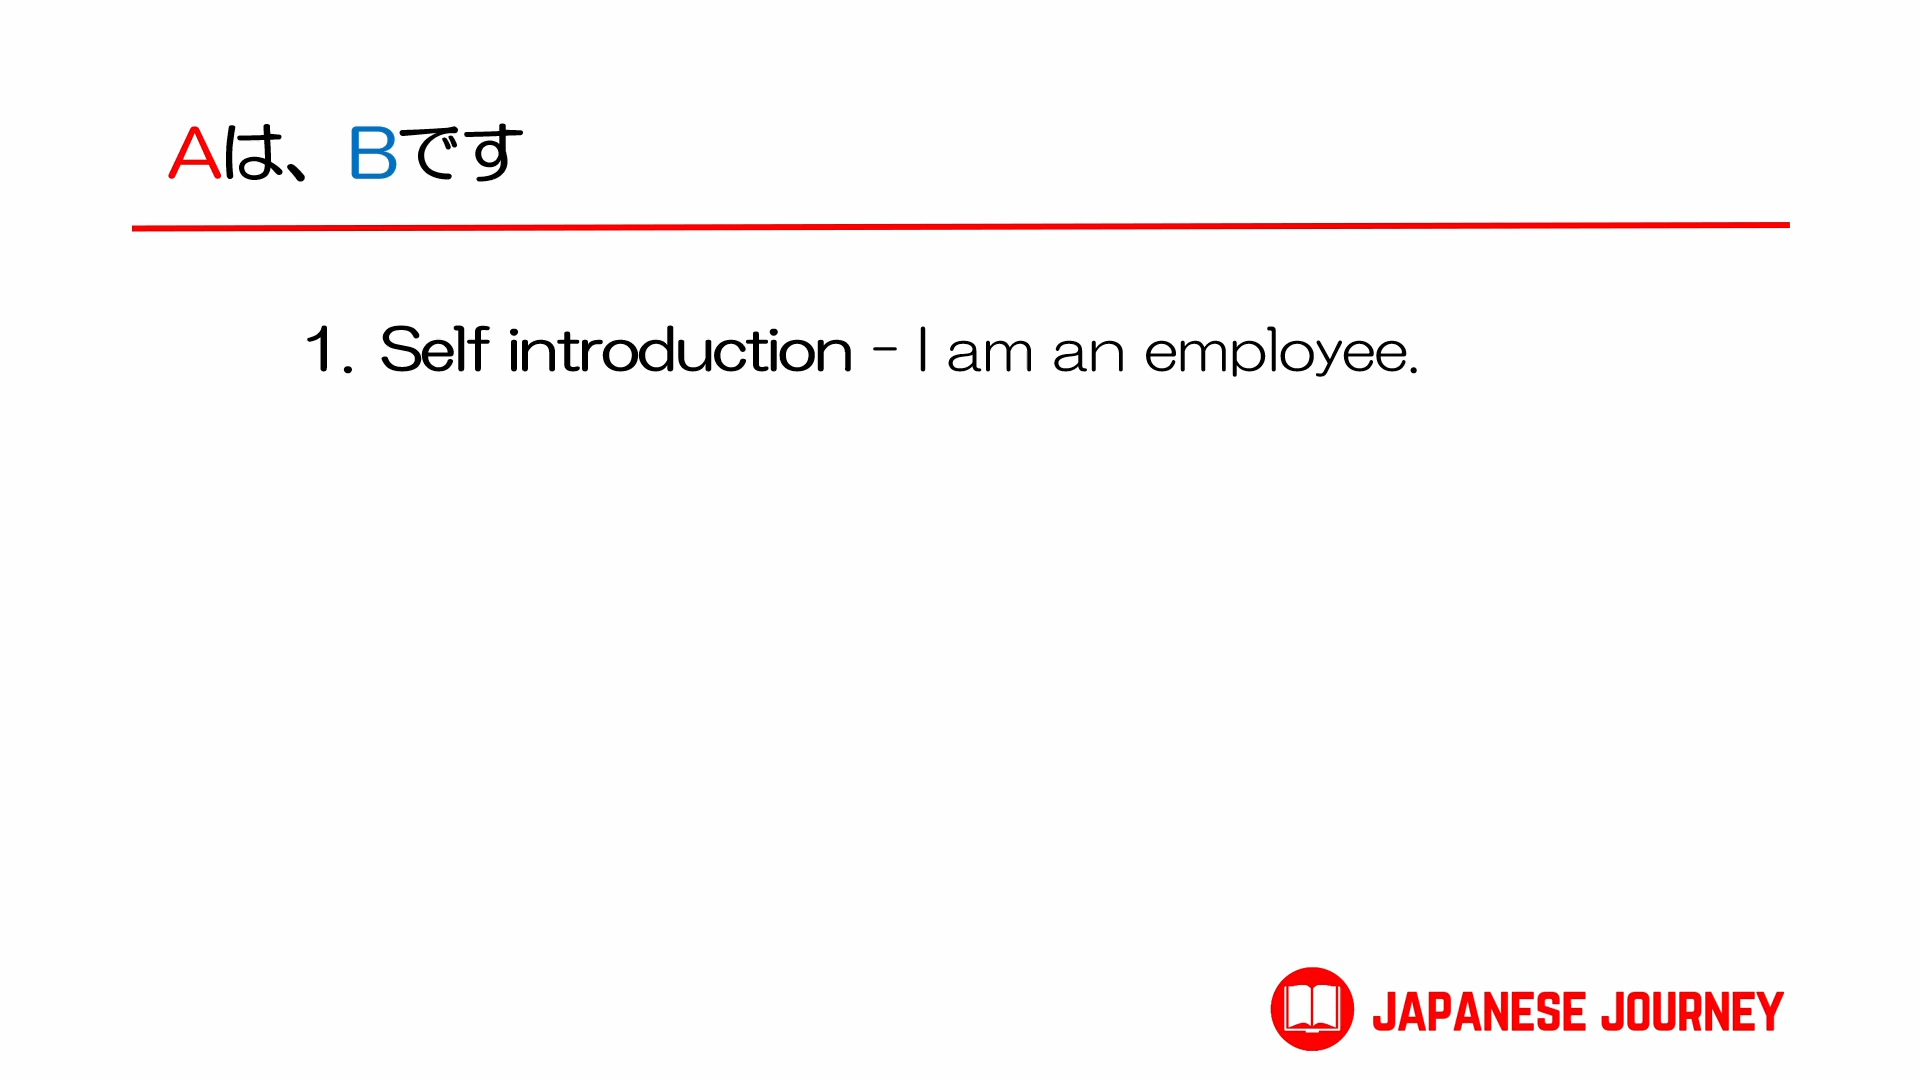 Aは、Bです
1. Self introduction - I am an employee.
JAPANESE JOURNEY